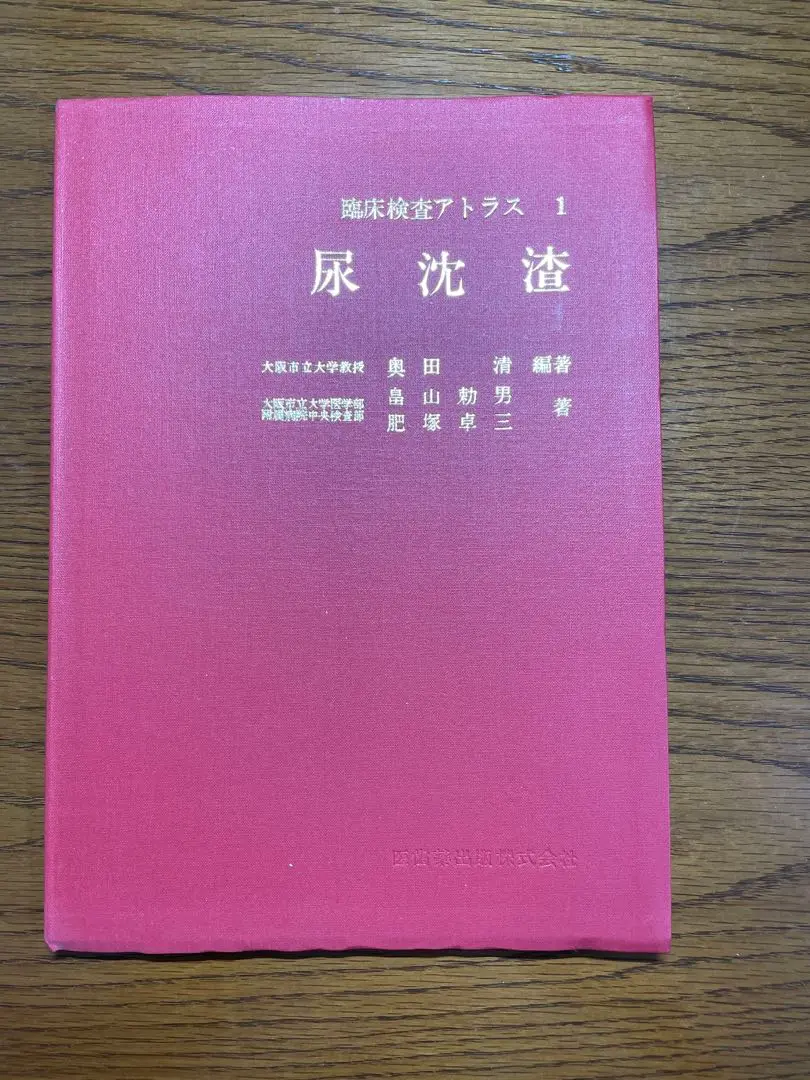 臨床検査アトラス 1
尿沈渣
大阪市立大学教授 奥田 清 編著
大阪市立大学医学部附属病院中央検査部 畠山勅男 肥塚卓三 著
医歯薬出版株式会社